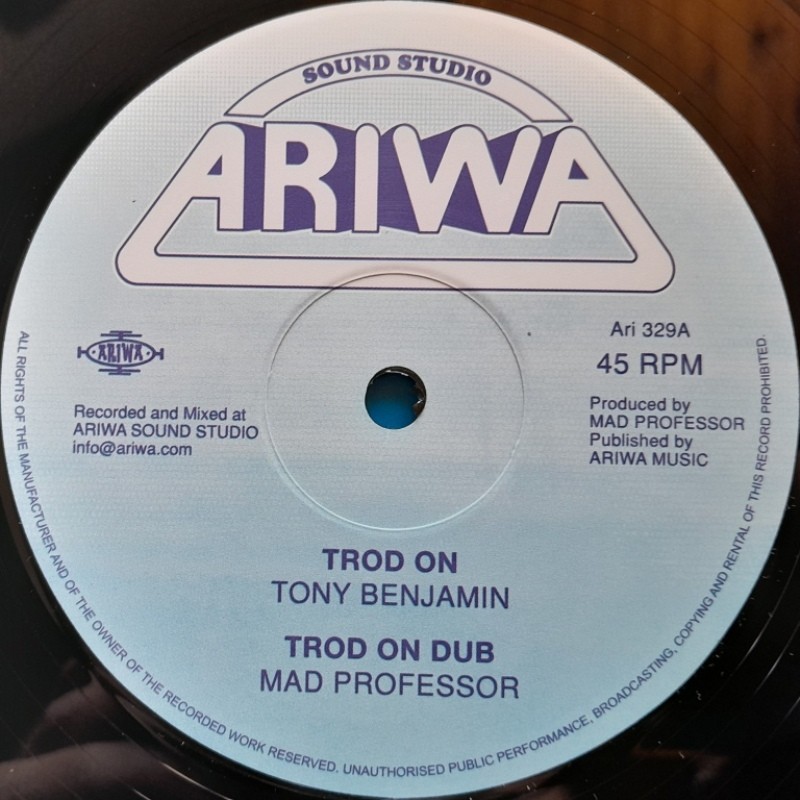 SOUND STUDIO
ARIWA
ARIWA
Recorded and Mixed at
ARIWA SOUND STUDIO
info@ariwa.com
Ari 329A
45 RPM
Produced by
MAD PROFESSOR
Published by
ARIWA MUSIC
TROD ON
TONY BENJAMIN
TROD ON DUB
MAD PROFESSOR
ALL RIGHTS OF THE MANUFACTURER AND OF THE OWNER OF THE RECORDED WORK RESERVED. UNAUTHORISED PUBLIC PERFORMANCE, BROADCASTING, COPYING AND RENTAL OF THIS RECORD PROHIBITED.